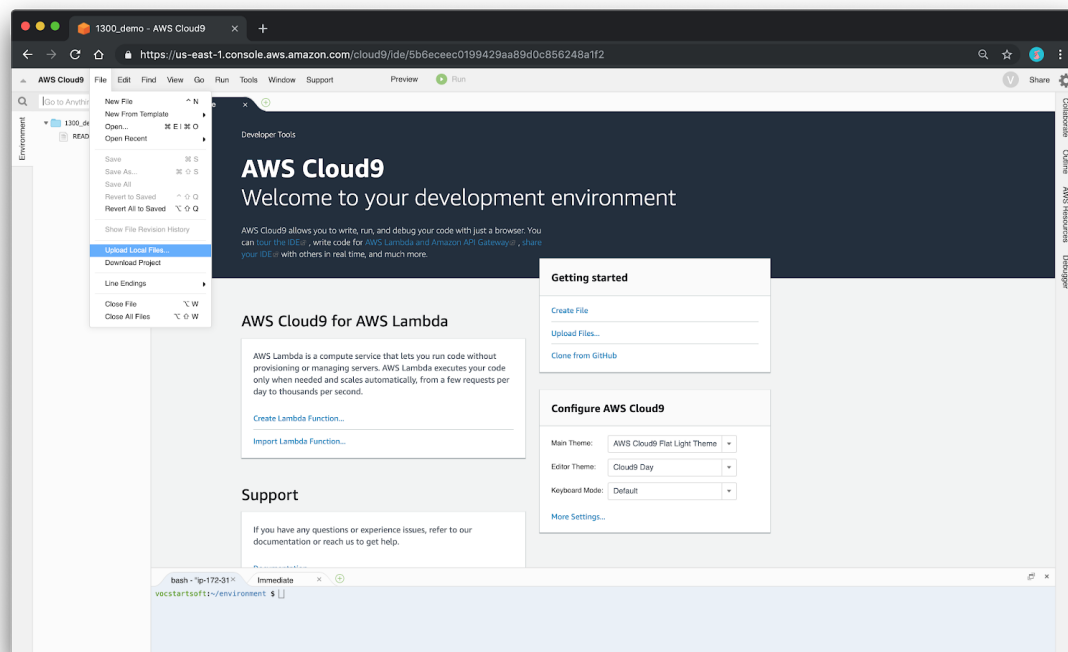 1300_demo - AWS Cloud9
https://us-east-1.console.aws.amazon.com/cloud9/ide/5b6eceec0199429aa89d0c856248a1f2
AWS Cloud9 File Edit Find View Go Run Tools Window Support Preview Run V Share
Go to Anythin
Environment
1300_de
READ
New File ^ N
New From Template
Open... ⌘ E | ⌘ O
Open Recent
Save ⌘ S
Save As... ⌘ ⇧ S
Save All
Revert to Saved ^ ⇧ Q
Revert All to Saved ⌥ ⇧ Q
Show File Revision History
Upload Local Files...
Download Project
Line Endings
Close File ⌥ W
Close All Files ⌥ ⇧ W
Developer Tools
AWS Cloud9
Welcome to your development environment
AWS Cloud9 allows you to write, run, and debug your code with just a browser. You
can tour the IDE , write code for AWS Lambda and Amazon API Gateway , share
your IDE with others in real time, and much more.
Getting started
Create File
Upload Files...
Clone from GitHub
AWS Cloud9 for AWS Lambda
AWS Lambda is a compute service that lets you run code without
provisioning or managing servers. AWS Lambda executes your code
only when needed and scales automatically, from a few requests per
day to thousands per second.
Create Lambda Function...
Import Lambda Function...
Configure AWS Cloud9
Main Theme: AWS Cloud9 Flat Light Theme
Editor Theme: Cloud9 Day
Keyboard Mode: Default
More Settings...
Support
If you have any questions or experience issues, refer to our
documentation or reach us to get help.
Collaborate
Outline
AWS Resources
Debugger
bash - "ip-172-31 Immediate
vocstartsoft:~/environment $